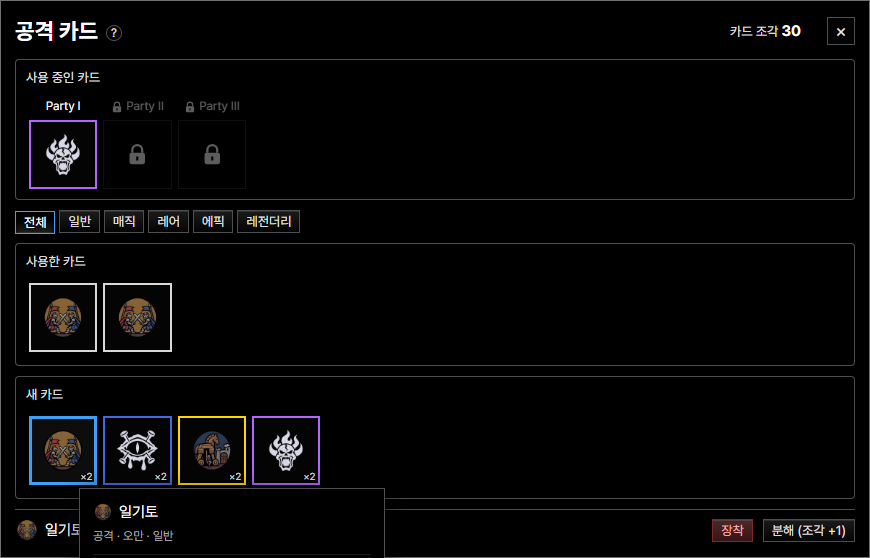 공격 카드 ?
카드 조각 30 ×
사용 중인 카드
Party I Party II Party III
전체 일반 매직 레어 에픽 레전더리
사용한 카드
새 카드
×2 ×2 ×2 ×2
일기토
공격 · 오만 · 일반
일기토 장착 분해 (조각 +1)